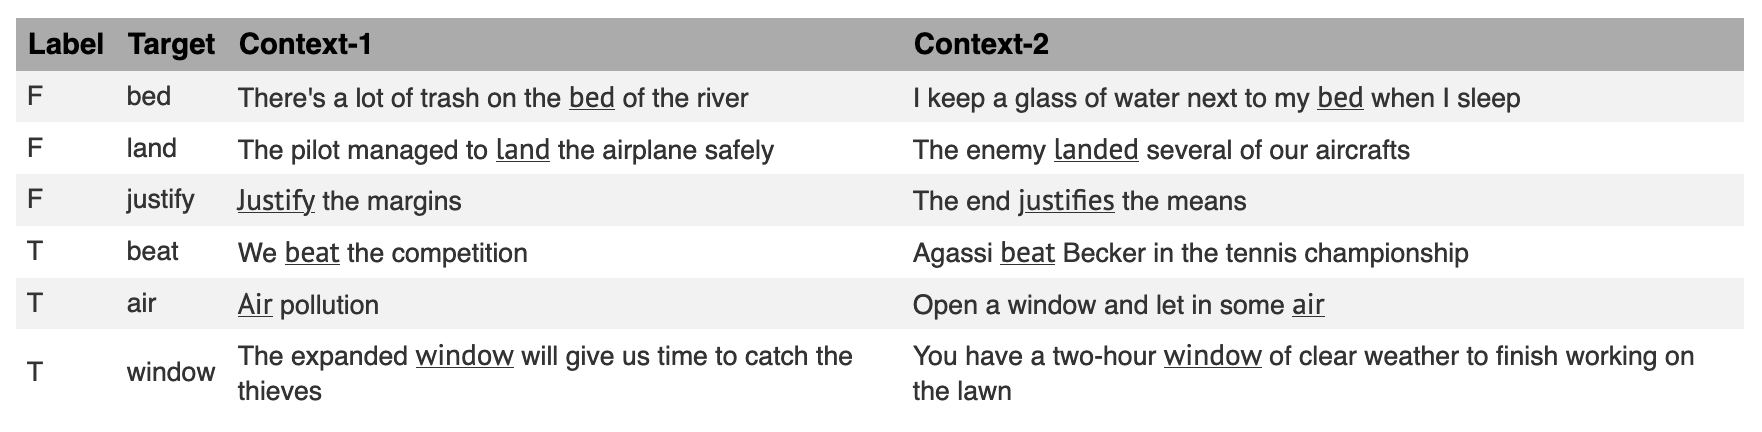 Label Target Context-1 Context-2
F bed There's a lot of trash on the bed of the river I keep a glass of water next to my bed when I sleep
F land The pilot managed to land the airplane safely The enemy landed several of our aircrafts
F justify Justify the margins The end justifies the means
T beat We beat the competition Agassi beat Becker in the tennis championship
T air Air pollution Open a window and let in some air
T window The expanded window will give us time to catch the
thieves
You have a two-hour window of clear weather to finish working on
the lawn